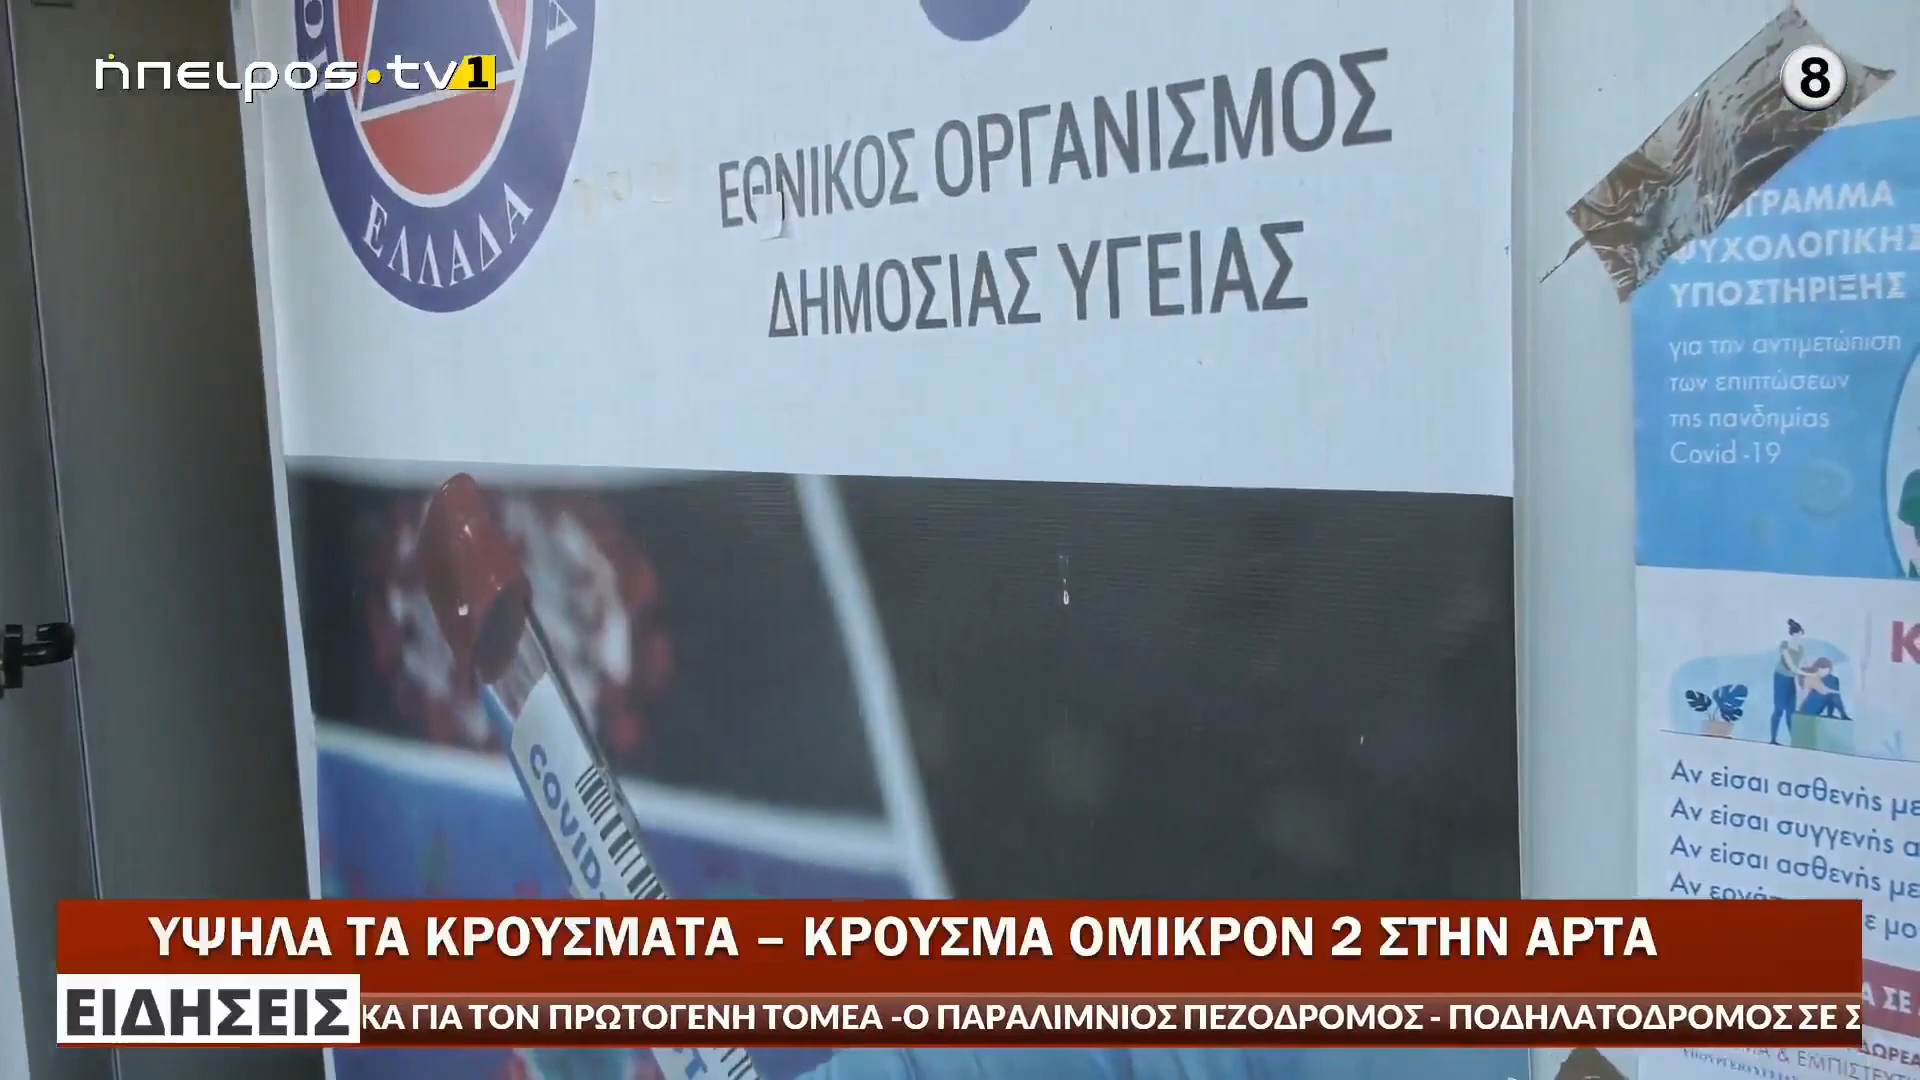 ήπειρος.tv1
8
ΕΛΛΑΔΑ
ΕΘΝΙΚΟΣ ΟΡΓΑΝΙΣΜΟΣ
ΔΗΜΟΣΙΑΣ ΥΓΕΙΑΣ
ΨΥΧΟΛΟΓΙΚΗΣ
ΥΠΟΣΤΗΡΙΞΗΣ
για την αντιμετώπιση
των επιπτώσεων
της πανδημίας
Covid -19
COVID
Αν είσαι ασθενής με
Αν είσαι συγγενής
Αν είσαι ασθενής με
ΥΨΗΛΑ ΤΑ ΚΡΟΥΣΜΑΤΑ – ΚΡΟΥΣΜΑ ΟΜΙΚΡΟΝ 2 ΣΤΗΝ ΑΡΤΑ
ΕΙΔΗΣΕΙΣ
ΚΑ ΓΙΑ ΤΟΝ ΠΡΩΤΟΓΕΝΗ ΤΟΜΕΑ -Ο ΠΑΡΑΛΙΜΝΙΟΣ ΠΕΖΟΔΡΟΜΟΣ - ΠΟΔΗΛΑΤΟΔΡΟΜΟΣ ΣΕ Σ